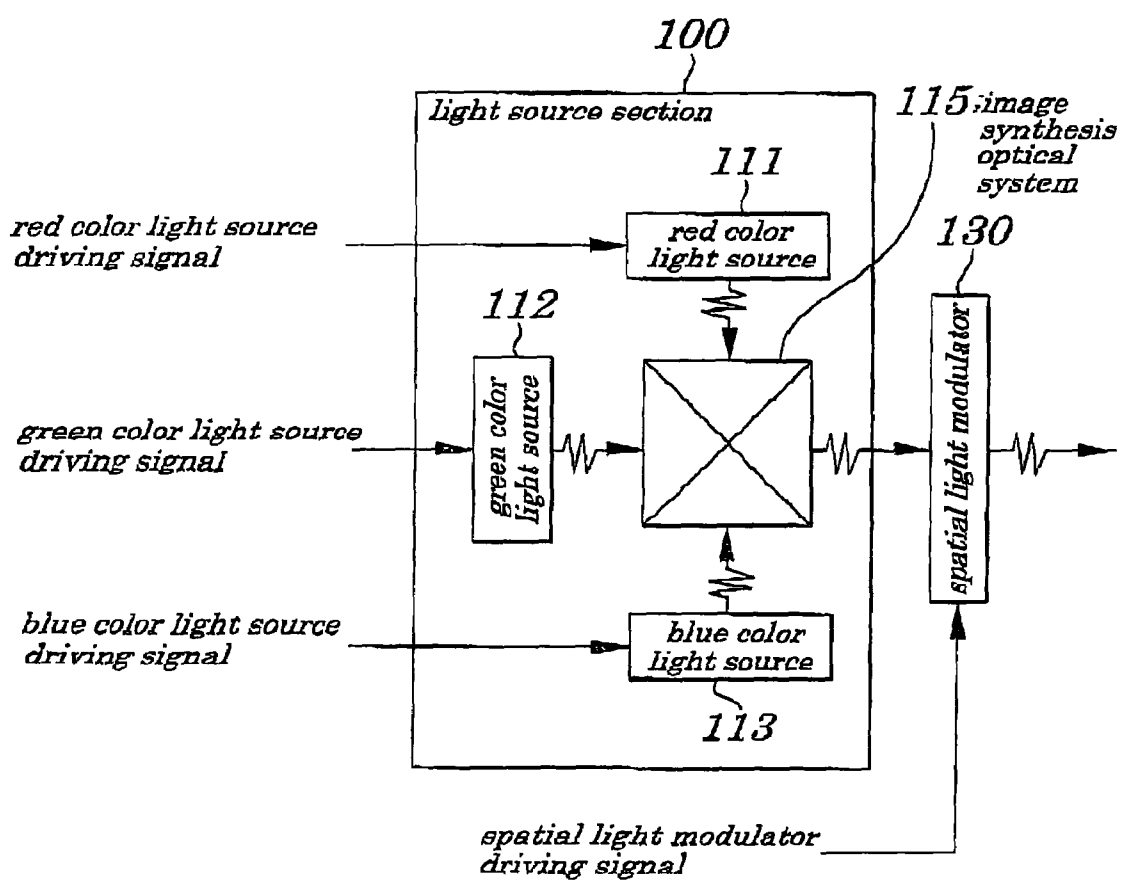 100
light source section
115;image
synthesis
optical
system
111
red color light source
driving signal
red color
light source
130
112
green color
light source
spatial light modulator
green color light source
driving signal
blue color light source
driving signal
blue color
light source
113
spatial light modulator
driving signal